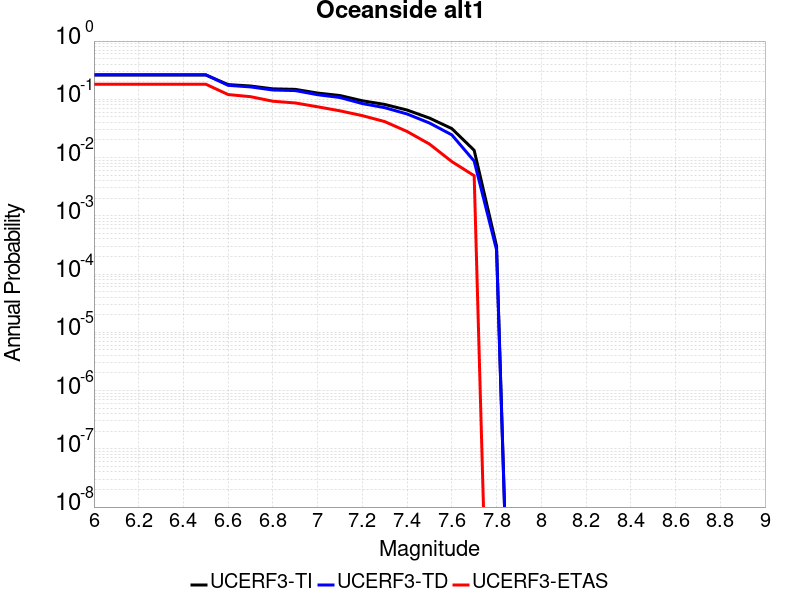 Oceanside alt1
10^0
10^-1
10^-2
10^-3
10^-4
10^-5
10^-6
10^-7
10^-8
Annual Probability
6 6.2 6.4 6.6 6.8 7 7.2 7.4 7.6 7.8 8 8.2 8.4 8.6 8.8 9
Magnitude
UCERF3-TI UCERF3-TD UCERF3-ETAS